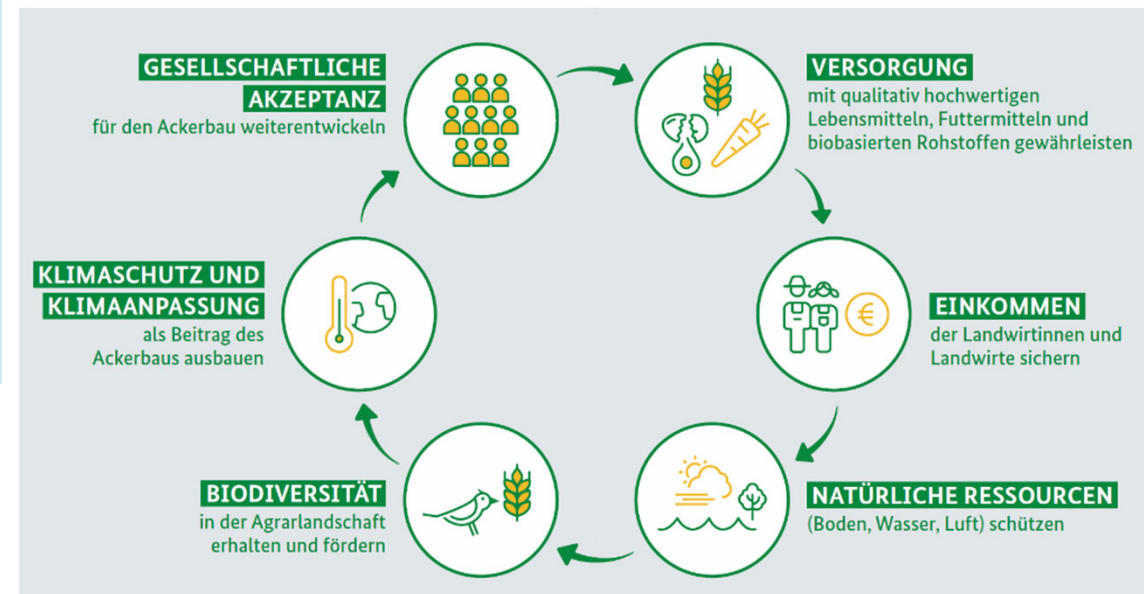 GESELLSCHAFTLICHE
AKZEPTANZ
für den Ackerbau weiterentwickeln
VERSORGUNG
mit qualitativ hochwertigen
Lebensmitteln, Futtermitteln und
biobasierten Rohstoffen gewährleisten
EINKOMMEN
der Landwirtinnen und
Landwirte sichern
NATÜRLICHE RESSOURCEN
(Boden, Wasser, Luft) schützen
BIODIVERSITÄT
in der Agrarlandschaft
erhalten und fördern
KLIMASCHUTZ UND
KLIMAANPASSUNG
als Beitrag des
Ackerbaus ausbauen
€